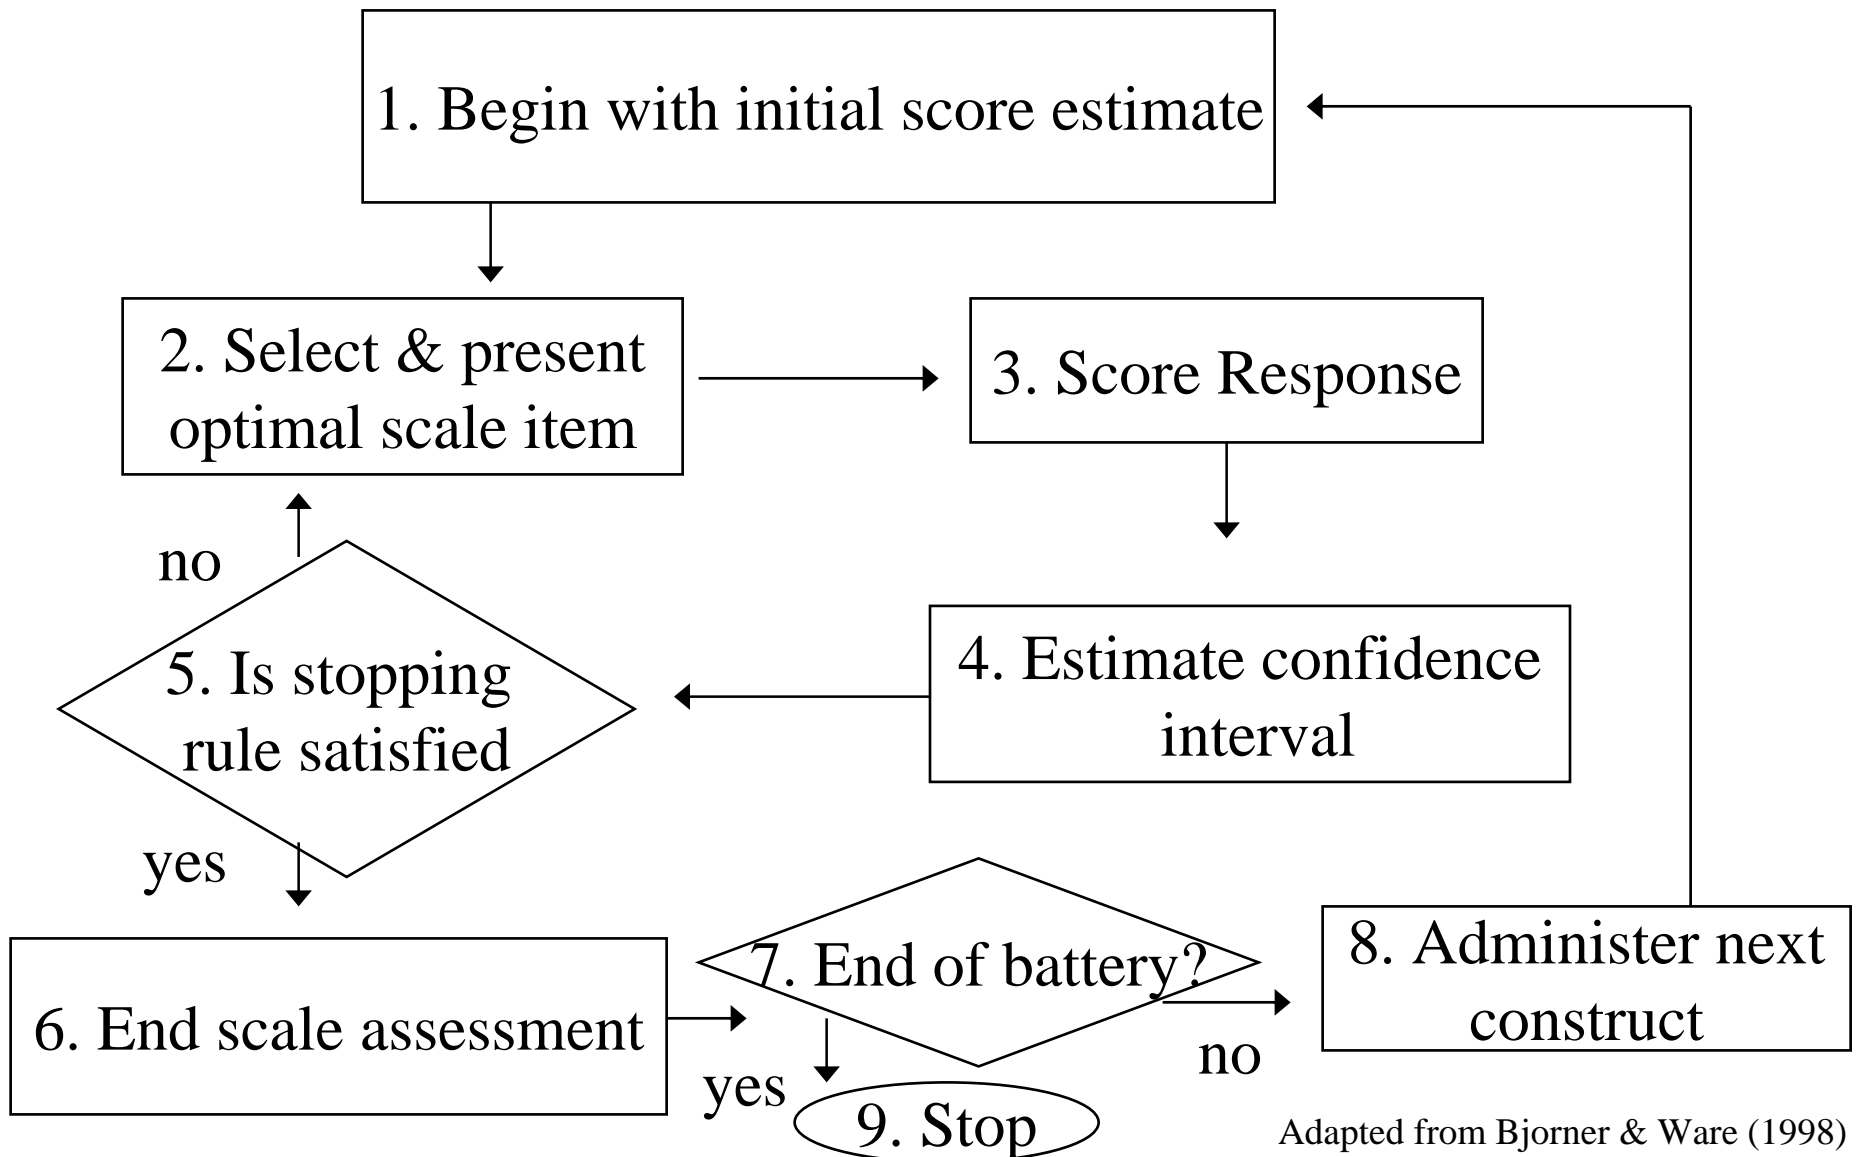 1. Begin with initial score estimate
2. Select & present
optimal scale item
3. Score Response
no
4. Estimate confidence
interval
5. Is stopping
rule satisfied
yes
6. End scale assessment
7. End of battery?
8. Administer next
construct
no
yes
9. Stop
Adapted from Bjorner & Ware (1998)